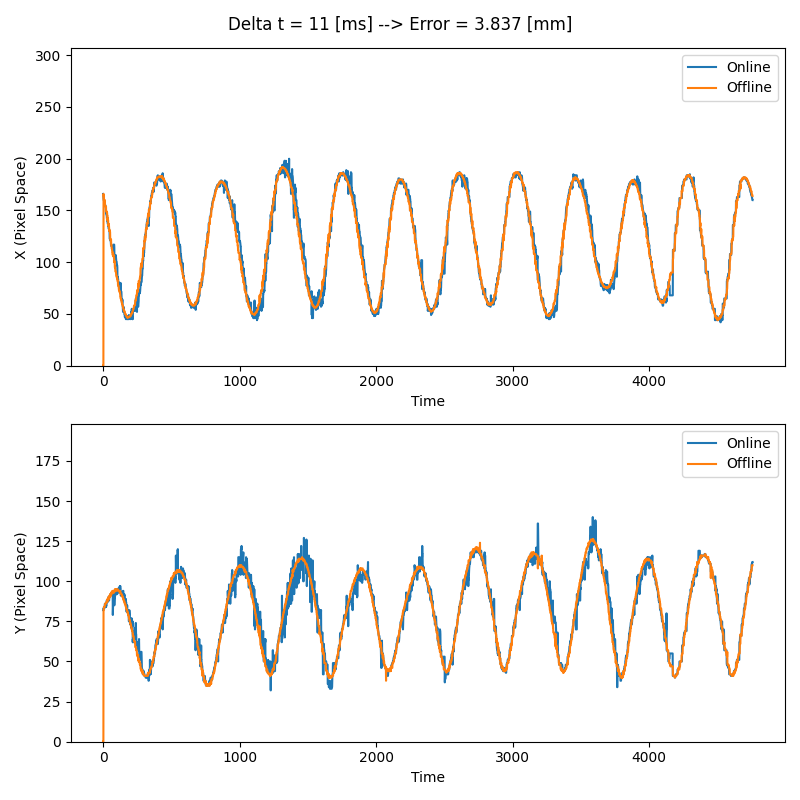 Delta t = 11 [ms] --> Error = 3.837 [mm]
300
250
200
150
100
50
0
X (Pixel Space)
Online
Offline
0 1000 2000 3000 4000
Time
175
150
125
100
75
50
25
0
Y (Pixel Space)
Online
Offline
0 1000 2000 3000 4000
Time